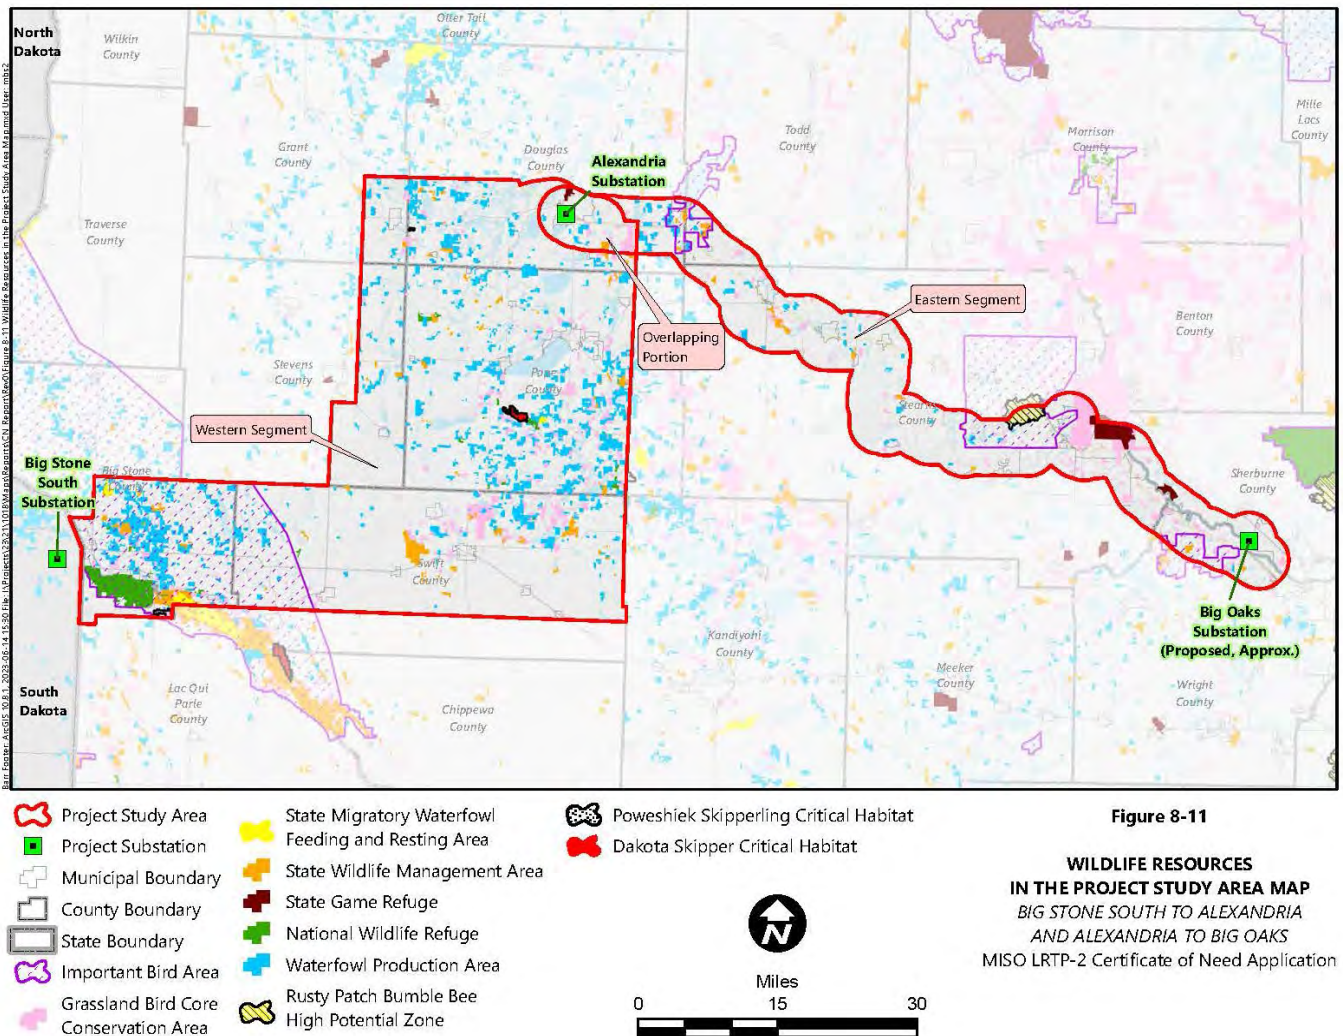 North
Dakota
Wilkin
County
Otter Tail
County
Mille
Lacs
County
Grant
County
Douglas
County
Todd
County
Morrison
County
Alexandria
Substation
Traverse
County
Eastern Segment
Benton
County
Overlapping
Portion
Stevens
County
Pope
County
Western Segment
Stearns
County
Big Stone
South
Substation
Big Stone
County
Sherburne
County
Swift
County
Big Oaks
Substation
(Proposed, Approx.)
Kandiyohi
County
Meeker
County
Wright
County
South
Dakota
Lac Qui
Parle
County
Chippewa
County
Project Study Area
Project Substation
Municipal Boundary
County Boundary
State Boundary
Important Bird Area
Grassland Bird Core
Conservation Area
State Migratory Waterfowl
Feeding and Resting Area
State Wildlife Management Area
State Game Refuge
National Wildlife Refuge
Waterfowl Production Area
Rusty Patch Bumble Bee
High Potential Zone
Poweshiek Skipperling Critical Habitat
Dakota Skipper Critical Habitat
N
Miles
0 15 30
Figure 8-11
WILDLIFE RESOURCES
IN THE PROJECT STUDY AREA MAP
BIG STONE SOUTH TO ALEXANDRIA
AND ALEXANDRIA TO BIG OAKS
MISO LRTP-2 Certificate of Need Application